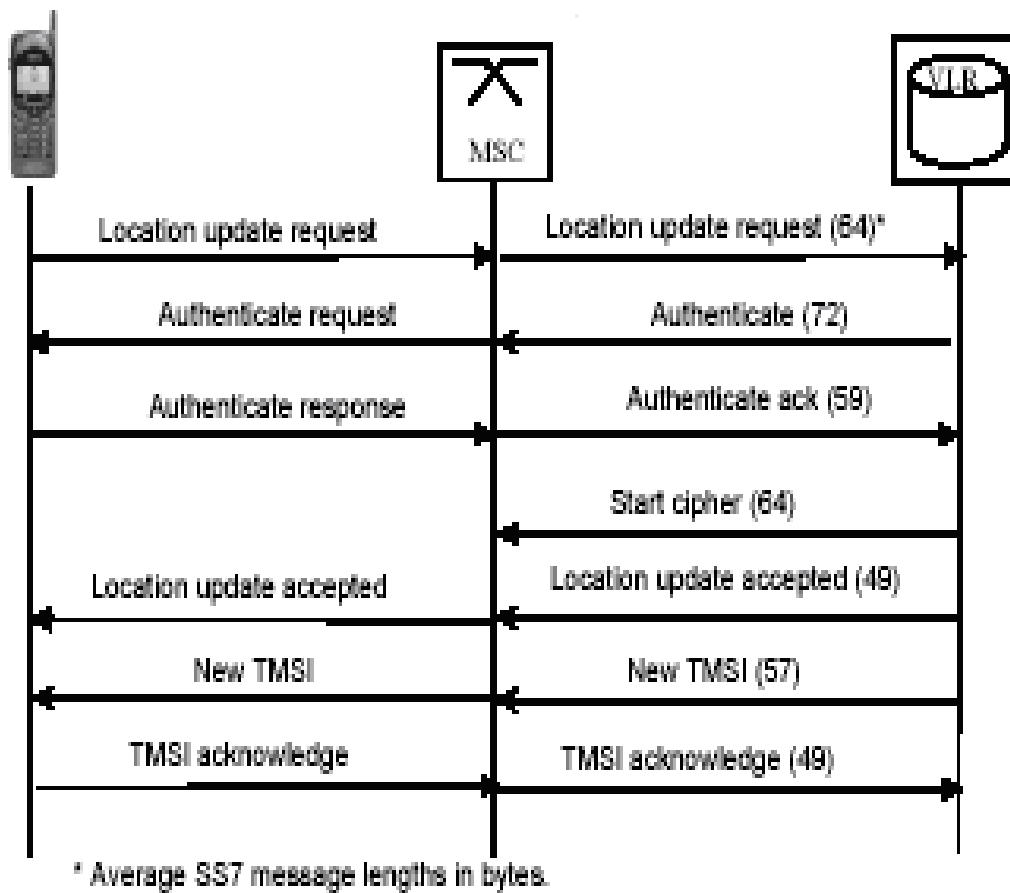 VLR
MSC
Location update request
Location update request (64)*
Authenticate request
Authenticate (72)
Authenticate response
Authenticate ack (59)
Start cipher (64)
Location update accepted
Location update accepted (49)
New TMSI
New TMSI (57)
TMSI acknowledge
TMSI acknowledge (49)
* Average SS7 message lengths in bytes.